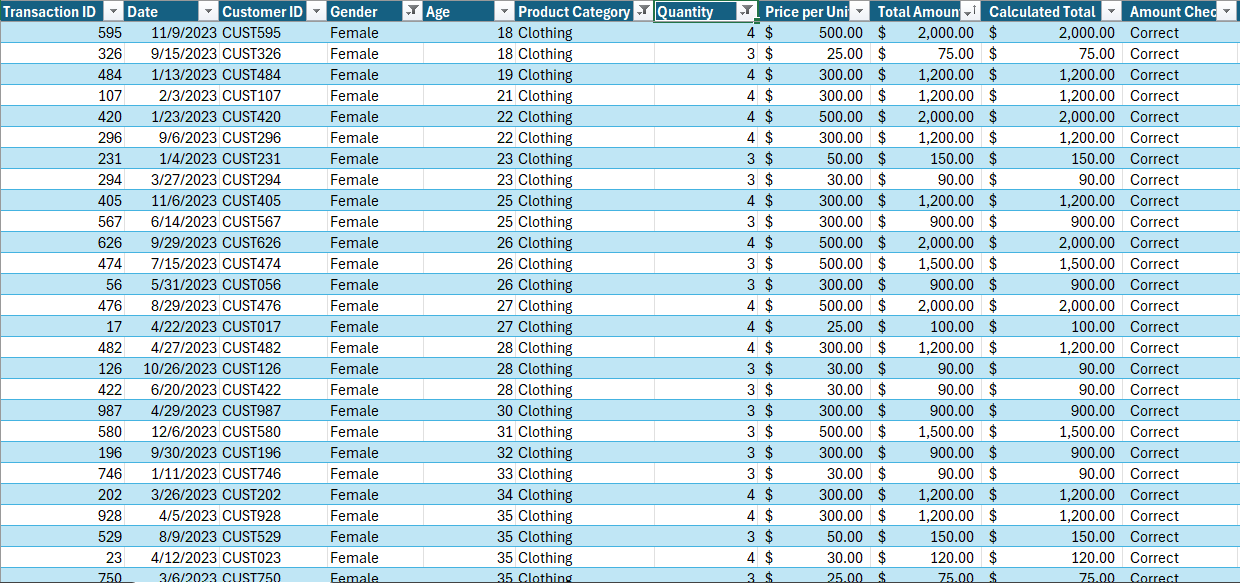 Transaction ID Date Customer ID Gender Age Product Category Quantity Price per Uni Total Amoun Calculated Total Amount Chec
595 11/9/2023 CUST595 Female 18 Clothing 4 $ 500.00 $ 2,000.00 $ 2,000.00 Correct
326 9/15/2023 CUST326 Female 18 Clothing 3 $ 25.00 $ 75.00 $ 75.00 Correct
484 1/13/2023 CUST484 Female 19 Clothing 4 $ 300.00 $ 1,200.00 $ 1,200.00 Correct
107 2/3/2023 CUST107 Female 21 Clothing 4 $ 300.00 $ 1,200.00 $ 1,200.00 Correct
420 1/23/2023 CUST420 Female 22 Clothing 4 $ 500.00 $ 2,000.00 $ 2,000.00 Correct
296 9/6/2023 CUST296 Female 22 Clothing 4 $ 300.00 $ 1,200.00 $ 1,200.00 Correct
231 1/4/2023 CUST231 Female 23 Clothing 3 $ 50.00 $ 150.00 $ 150.00 Correct
294 3/27/2023 CUST294 Female 23 Clothing 3 $ 30.00 $ 90.00 $ 90.00 Correct
405 11/6/2023 CUST405 Female 25 Clothing 4 $ 300.00 $ 1,200.00 $ 1,200.00 Correct
567 6/14/2023 CUST567 Female 25 Clothing 3 $ 300.00 $ 900.00 $ 900.00 Correct
626 9/29/2023 CUST626 Female 26 Clothing 4 $ 500.00 $ 2,000.00 $ 2,000.00 Correct
474 7/15/2023 CUST474 Female 26 Clothing 3 $ 500.00 $ 1,500.00 $ 1,500.00 Correct
56 5/31/2023 CUST056 Female 26 Clothing 3 $ 300.00 $ 900.00 $ 900.00 Correct
476 8/29/2023 CUST476 Female 27 Clothing 4 $ 500.00 $ 2,000.00 $ 2,000.00 Correct
17 4/22/2023 CUST017 Female 27 Clothing 4 $ 25.00 $ 100.00 $ 100.00 Correct
482 4/27/2023 CUST482 Female 28 Clothing 4 $ 300.00 $ 1,200.00 $ 1,200.00 Correct
126 10/26/2023 CUST126 Female 28 Clothing 3 $ 30.00 $ 90.00 $ 90.00 Correct
422 6/20/2023 CUST422 Female 28 Clothing 3 $ 30.00 $ 90.00 $ 90.00 Correct
987 4/29/2023 CUST987 Female 30 Clothing 3 $ 300.00 $ 900.00 $ 900.00 Correct
580 12/6/2023 CUST580 Female 31 Clothing 3 $ 500.00 $ 1,500.00 $ 1,500.00 Correct
196 9/30/2023 CUST196 Female 32 Clothing 3 $ 300.00 $ 900.00 $ 900.00 Correct
746 1/11/2023 CUST746 Female 33 Clothing 3 $ 30.00 $ 90.00 $ 90.00 Correct
202 3/26/2023 CUST202 Female 34 Clothing 4 $ 300.00 $ 1,200.00 $ 1,200.00 Correct
928 4/5/2023 CUST928 Female 35 Clothing 4 $ 300.00 $ 1,200.00 $ 1,200.00 Correct
529 8/9/2023 CUST529 Female 35 Clothing 3 $ 50.00 $ 150.00 $ 150.00 Correct
23 4/12/2023 CUST023 Female 35 Clothing 4 $ 30.00 $ 120.00 $ 120.00 Correct
750 3/6/2023 CUST750 Female 35 Clothing 3 $ 25.00 $ 75.00 $ 75.00 Correct